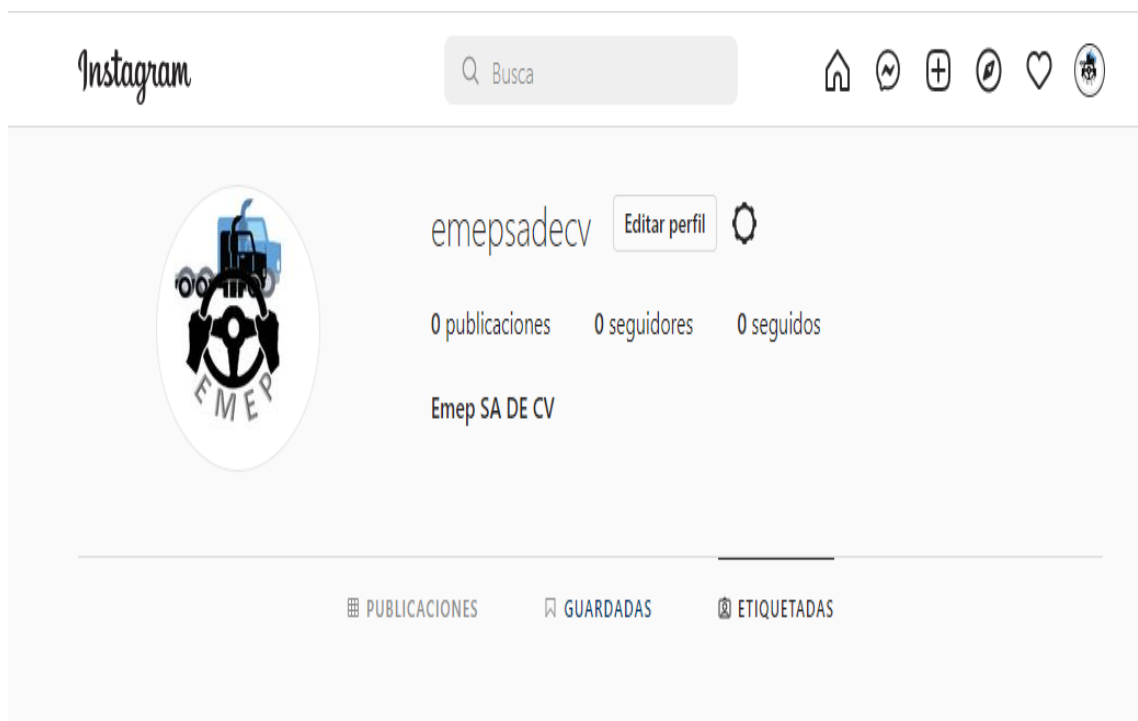 Instagram
Busca
emepsadecv Editar perfil
0 publicaciones 0 seguidores 0 seguidos
EMEP
Emep SA DE CV
PUBLICACIONES GUARDADAS ETIQUETADAS